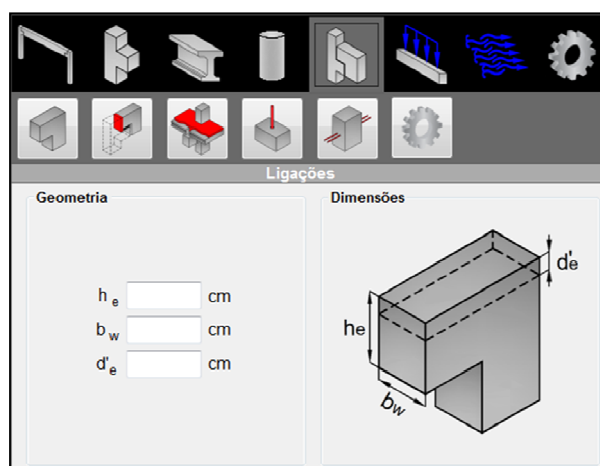 Ligações
Geometria
h e cm
b w cm
d'e cm
Dimensões
d'e
he
bw